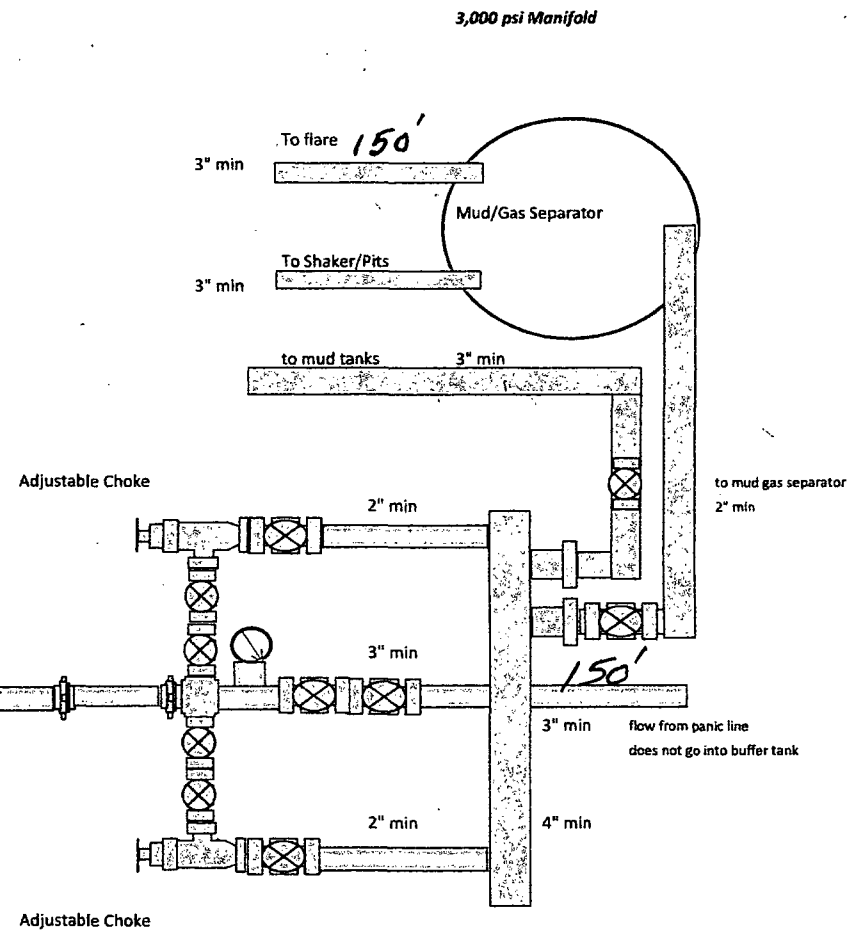 3,000 psi Manifold
To flare 150'
3" min
Mud/Gas Separator
To Shaker/Pits
3" min
to mud tanks 3" min
Adjustable Choke
to mud gas separator
2" min
2" min
3" min
150'
3" min
flow from panic line
does not go into buffer tank
2" min
4" min
Adjustable Choke